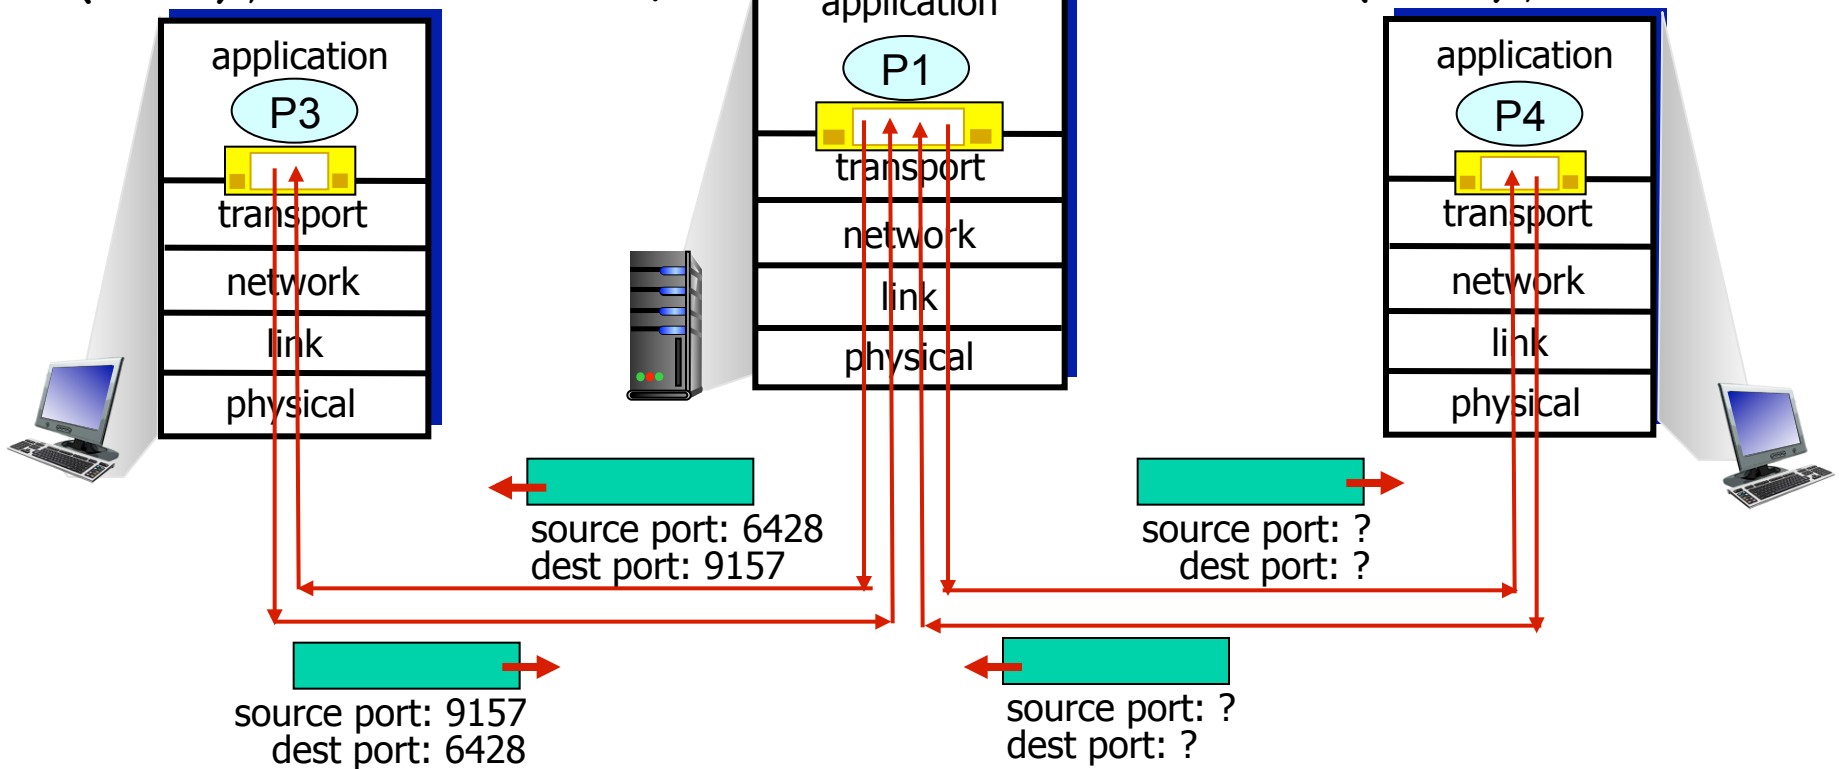 application
P3
transport
network
link
physical
application
P1
transport
network
link
physical
application
P4
transport
network
link
physical
source port: 6428
dest port: 9157
source port: ?
dest port: ?
source port: 9157
dest port: 6428
source port: ?
dest port: ?